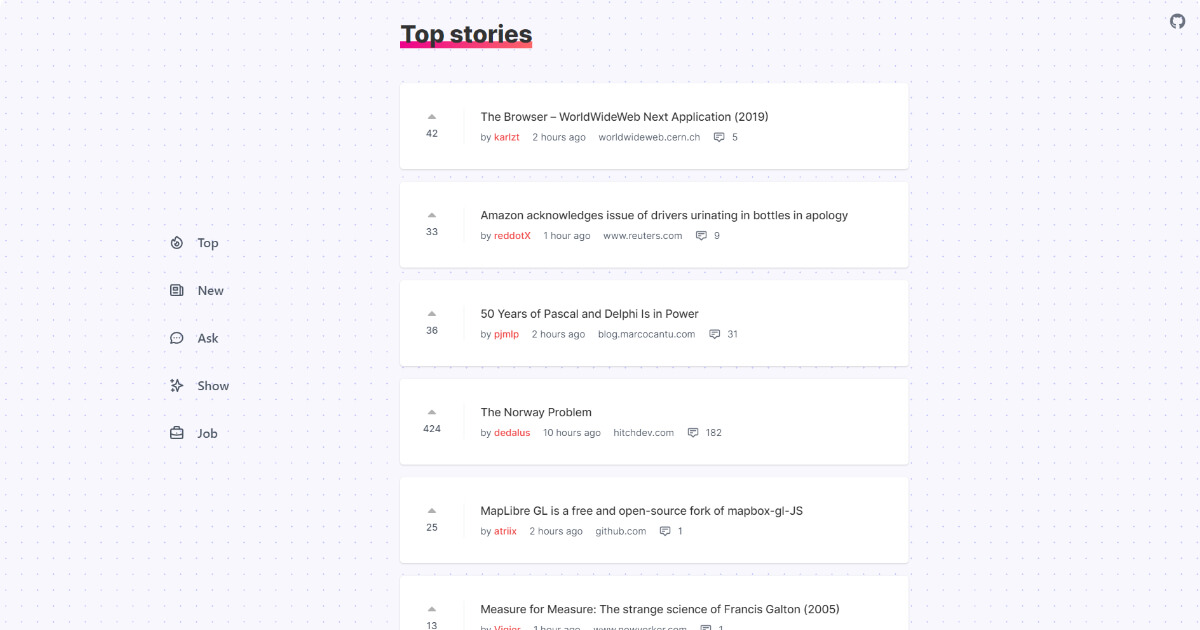 Top stories
The Browser – WorldWideWeb Next Application (2019)
42
by karlzt 2 hours ago worldwideweb.cern.ch 5
Amazon acknowledges issue of drivers urinating in bottles in apology
33
by reddotX 1 hour ago www.reuters.com 9
Top
New
Ask
Show
Job
50 Years of Pascal and Delphi Is in Power
36
by pjmlp 2 hours ago blog.marcocantu.com 31
The Norway Problem
424
by dedalus 10 hours ago hitchdev.com 182
MapLibre GL is a free and open-source fork of mapbox-gl-JS
25
by atriix 2 hours ago github.com 1
Measure for Measure: The strange science of Francis Galton (2005)
13
by Vigier 1 hour ago www.newyorker.com 1